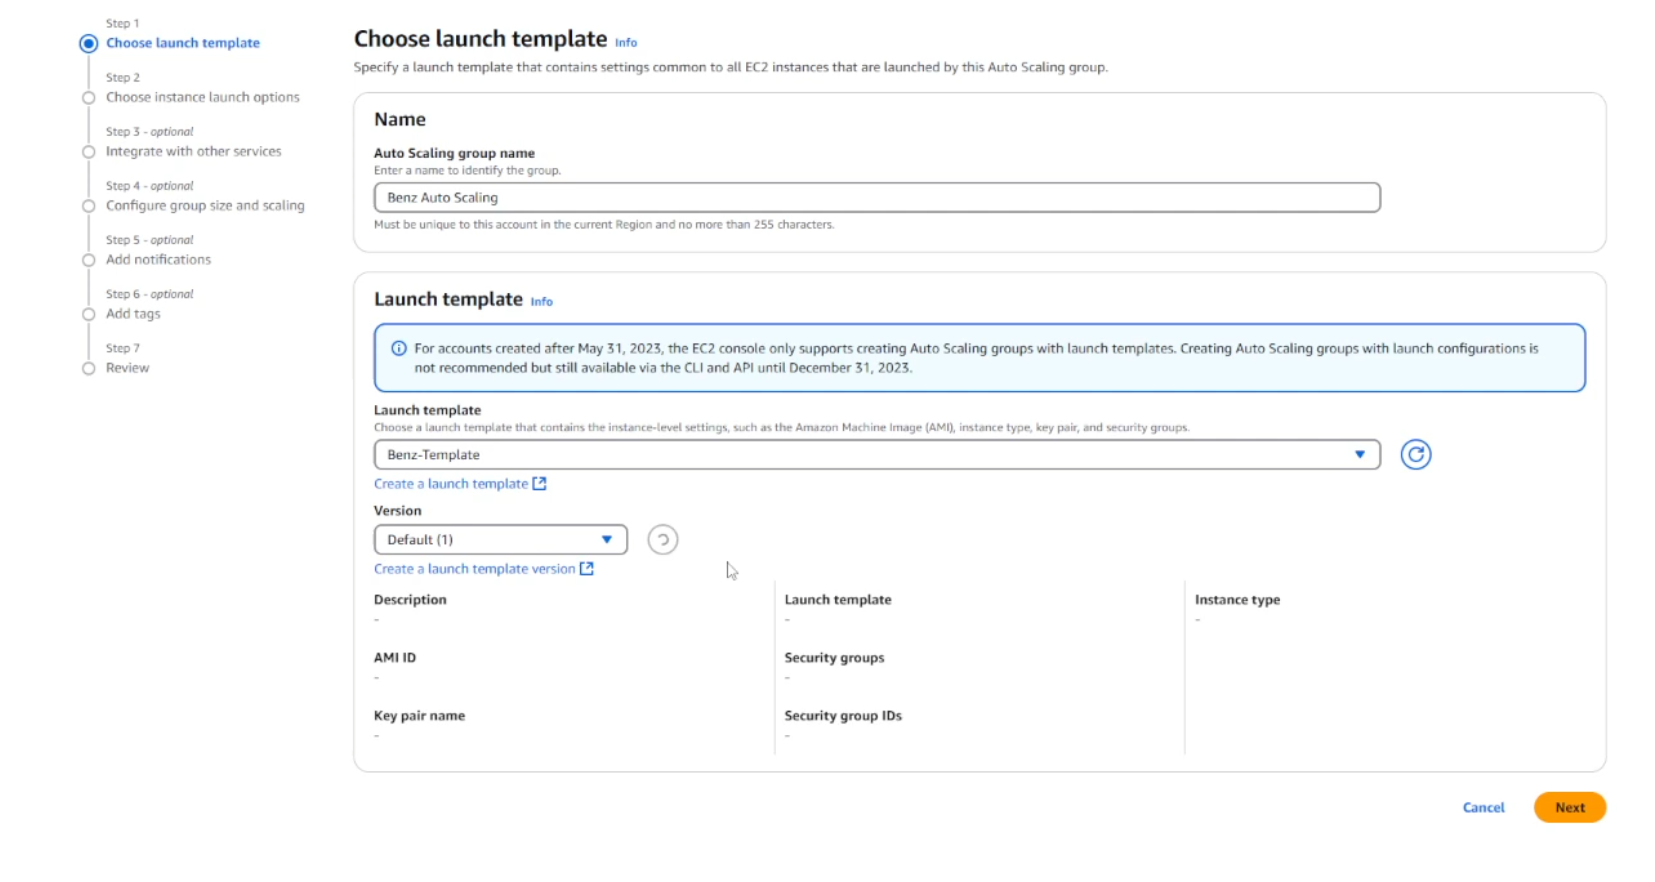 Step 1
Choose launch template
Step 2
Choose instance launch options
Step 3 - optional
Integrate with other services
Step 4 - optional
Configure group size and scaling
Step 5 - optional
Add notifications
Step 6 - optional
Add tags
Step 7
Review
Choose launch template Info
Specify a launch template that contains settings common to all EC2 instances that are launched by this Auto Scaling group.
Name
Auto Scaling group name
Enter a name to identify the group.
Benz Auto Scaling
Must be unique to this account in the current Region and no more than 255 characters.
Launch template Info
For accounts created after May 31, 2023, the EC2 console only supports creating Auto Scaling groups with launch templates. Creating Auto Scaling groups with launch configurations is
not recommended but still available via the CLI and API until December 31, 2023.
Launch template
Choose a launch template that contains the instance-level settings, such as the Amazon Machine Image (AMI), instance type, key pair, and security groups.
Benz-Template
Create a launch template
Version
Default (1)
Create a launch template version
Description
-
Launch template
-
Instance type
-
AMI ID
-
Security groups
-
Key pair name
-
Security group IDs
-
Cancel
Next